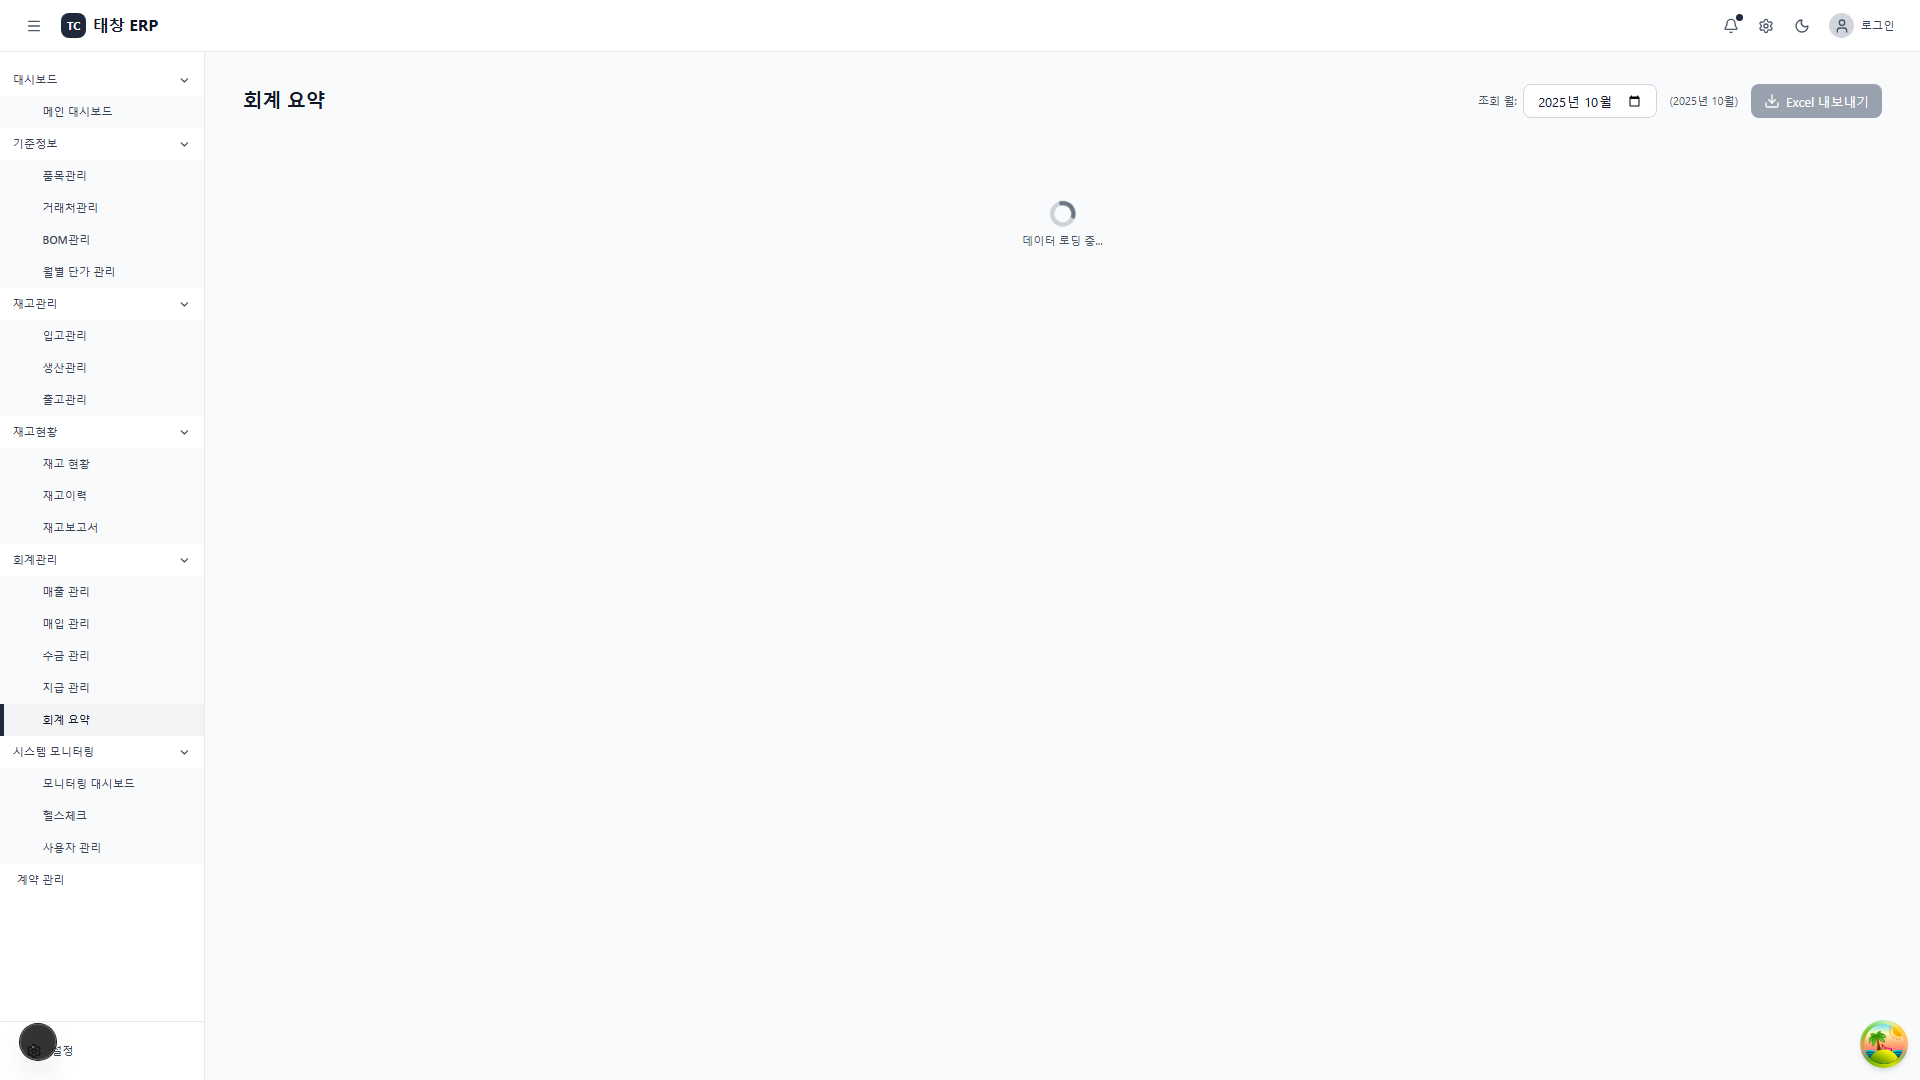 TC 태창 ERP
로그인
대시보드
메인 대시보드
기준정보
품목관리
거래처관리
BOM관리
월별 단가 관리
재고관리
입고관리
생산관리
출고관리
재고현황
재고 현황
재고이력
재고보고서
회계관리
매출 관리
매입 관리
수금 관리
지급 관리
회계 요약
시스템 모니터링
모니터링 대시보드
헬스체크
사용자 관리
계약 관리
설정
회계 요약
조회 월: 2025년 10월 (2025년 10월) Excel 내보내기
데이터 로딩 중...